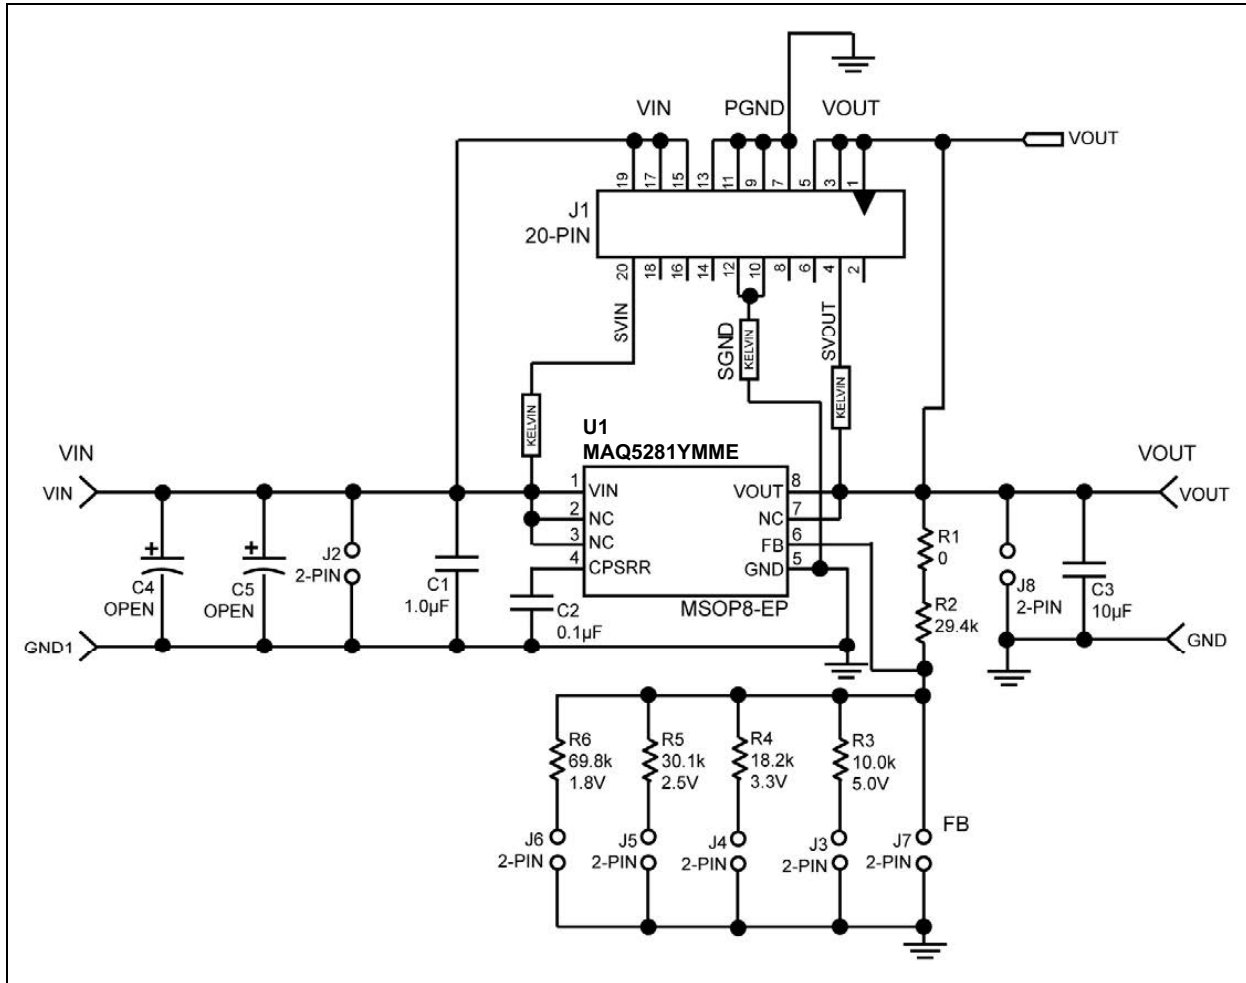 VIN
PGND
VOUT
VOUT
19
17
15
13
11
9
7
5
3
1
J1
20-PIN
20
18
16
14
12
10
8
6
4
2
SVIN
SGND
SVOUT
KELVIN
KELVIN
KELVIN
U1
MAQ5281YMME
VIN
VIN
VOUT
VOUT
1
VIN
VOUT
8
2
NC
NC
7
3
NC
FB
6
4
CPSRR
GND
5
MSOP8-EP
C4
OPEN
C5
OPEN
J2
2-PIN
C1
1.0µF
C2
0.1µF
R1
0
R2
29.4k
J8
2-PIN
C3
10µF
GND1
GND
R6
69.8k
1.8V
R5
30.1k
2.5V
R4
18.2k
3.3V
R3
10.0k
5.0V
FB
J6
2-PIN
J5
2-PIN
J4
2-PIN
J3
2-PIN
J7
2-PIN